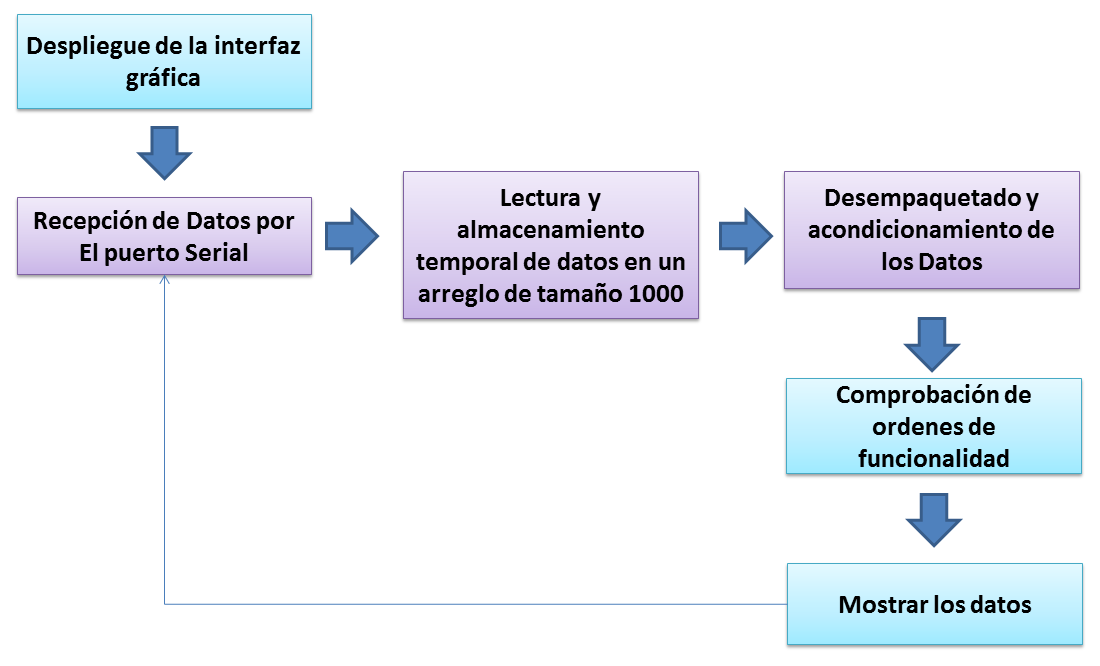 Despliegue de la interfaz
gráfica
Recepción de Datos por
El puerto Serial
Lectura y
almacenamiento
temporal de datos en un
arreglo de tamaño 1000
Desempaquetado y
acondicionamiento de
los Datos
Comprobación de
ordenes de
funcionalidad
Mostrar los datos